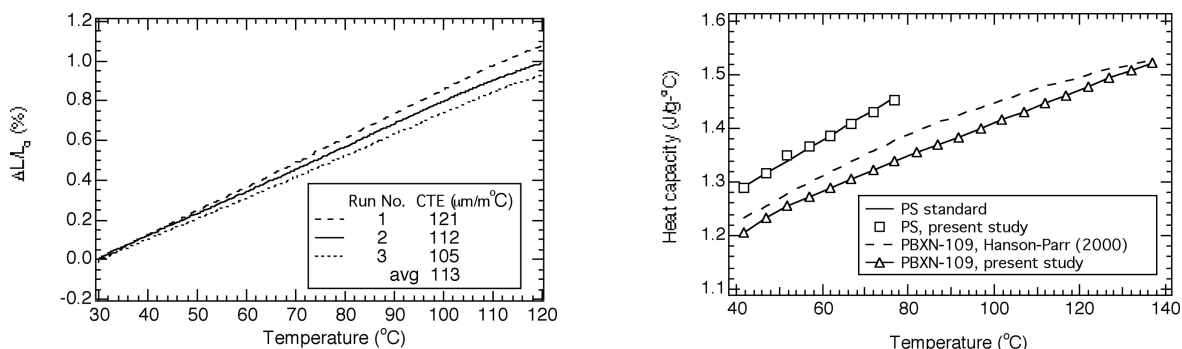 ΔL/L₀ (%)
1.2
1.0
0.8
0.6
0.4
0.2
0.0
-0.2
Run No. CTE (μm/m°C)
1 121
2 112
3 105
avg 113
30 40 50 60 70 80 90 100 110 120
Temperature (°C)
Heat capacity (J/g-°C)
1.6
1.5
1.4
1.3
1.2
1.1
PS standard
PS, present study
PBXN-109, Hanson-Parr (2000)
PBXN-109, present study
40 60 80 100 120 140
Temperature (°C)